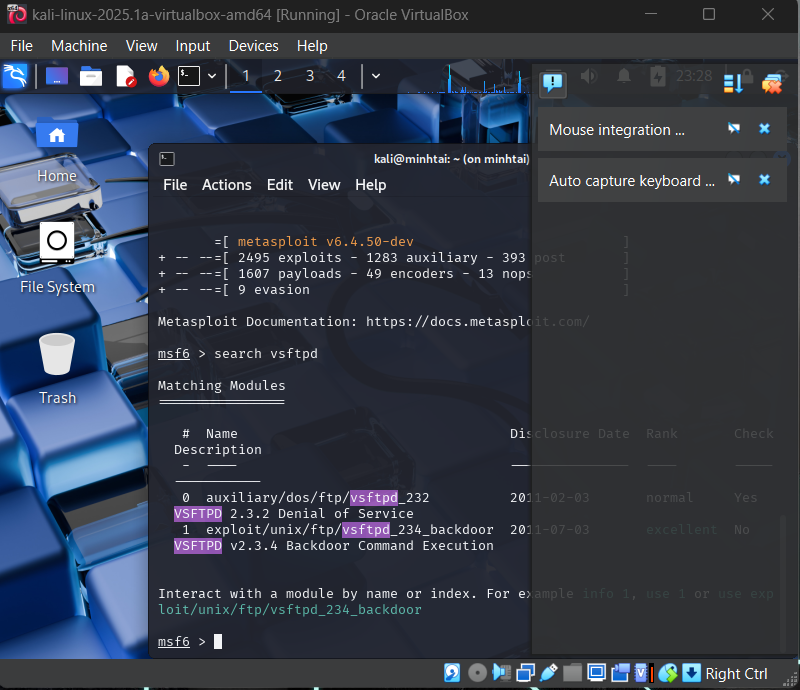 kali-linux-2025.1a-virtualbox-amd64 [Running] - Oracle VirtualBox
File Machine View Input Devices Help
1 2 3 4 23:28
Mouse integration ...
Auto capture keyboard ...
Home
File System
Trash
kali@minhtai: ~ (on minhtai)
File Actions Edit View Help
=[ metasploit v6.4.50-dev ]
+ -- --=[ 2495 exploits - 1283 auxiliary - 393 post ]
+ -- --=[ 1607 payloads - 49 encoders - 13 nops ]
+ -- --=[ 9 evasion ]
Metasploit Documentation: https://docs.metasploit.com/
msf6 > search vsftpd
Matching Modules
================
# Name Disclosure Date Rank Check
Description
- ---- --------------- ---- -----
-----------
0 auxiliary/dos/ftp/vsftpd_232 2011-02-03 normal Yes
VSFTPD 2.3.2 Denial of Service
1 exploit/unix/ftp/vsftpd_234_backdoor 2011-07-03 excellent No
VSFTPD v2.3.4 Backdoor Command Execution
Interact with a module by name or index. For example info 1, use 1 or use exp
loit/unix/ftp/vsftpd_234_backdoor
msf6 >
Right Ctrl